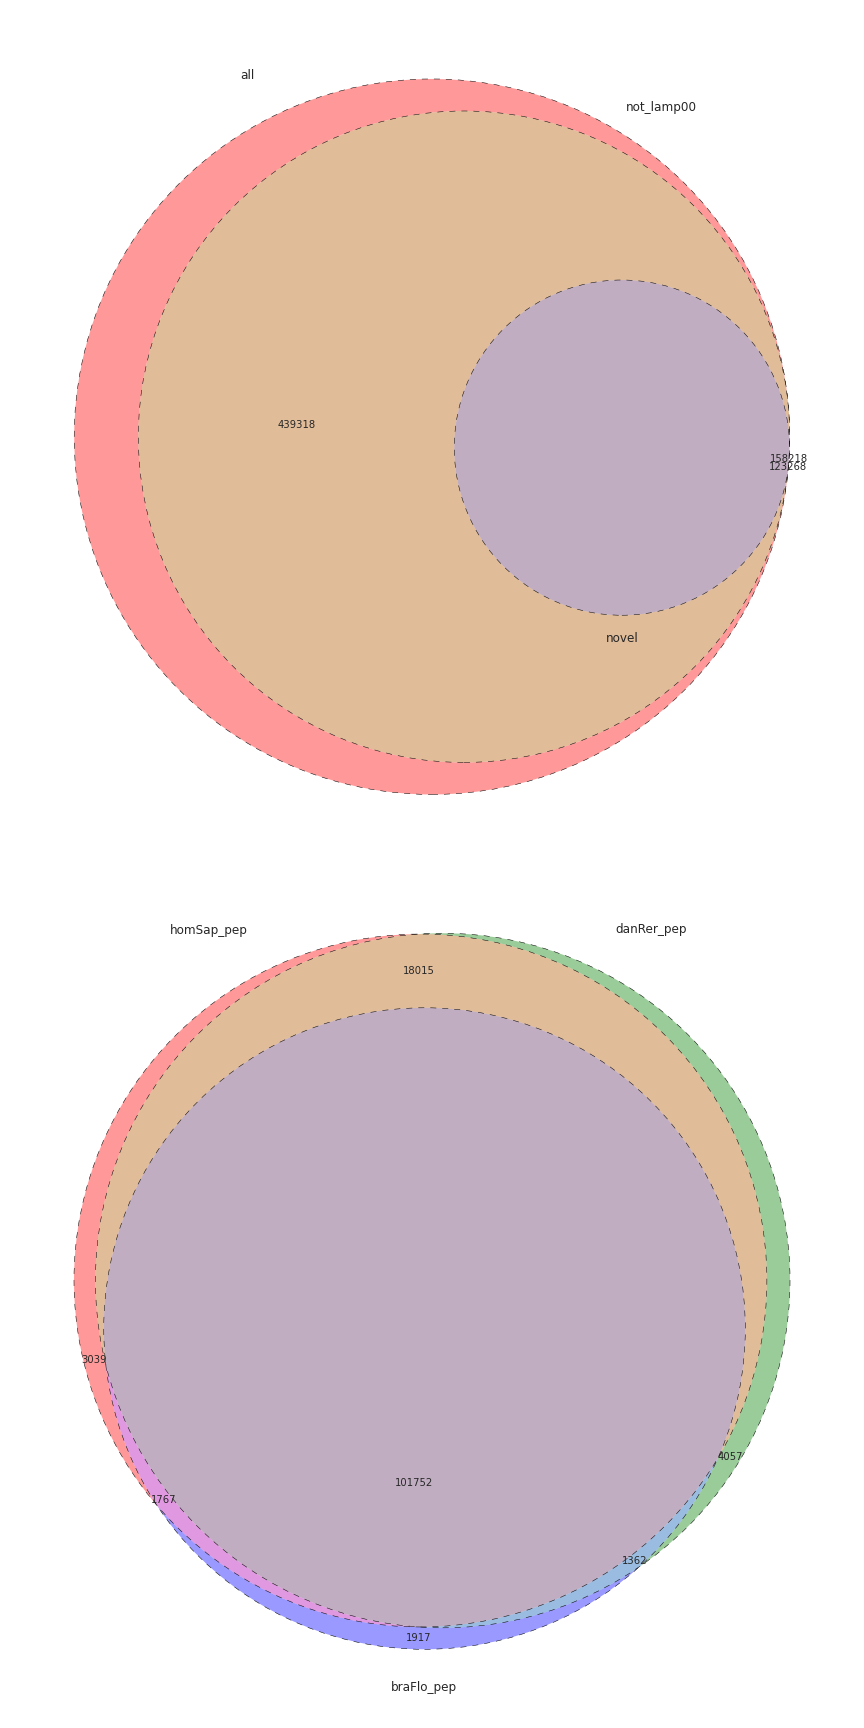 all
not_lamp00
439318
158218
123268
novel
homSap_pep
danRer_pep
18015
3039
4057
101752
1767
1362
1917
braFlo_pep